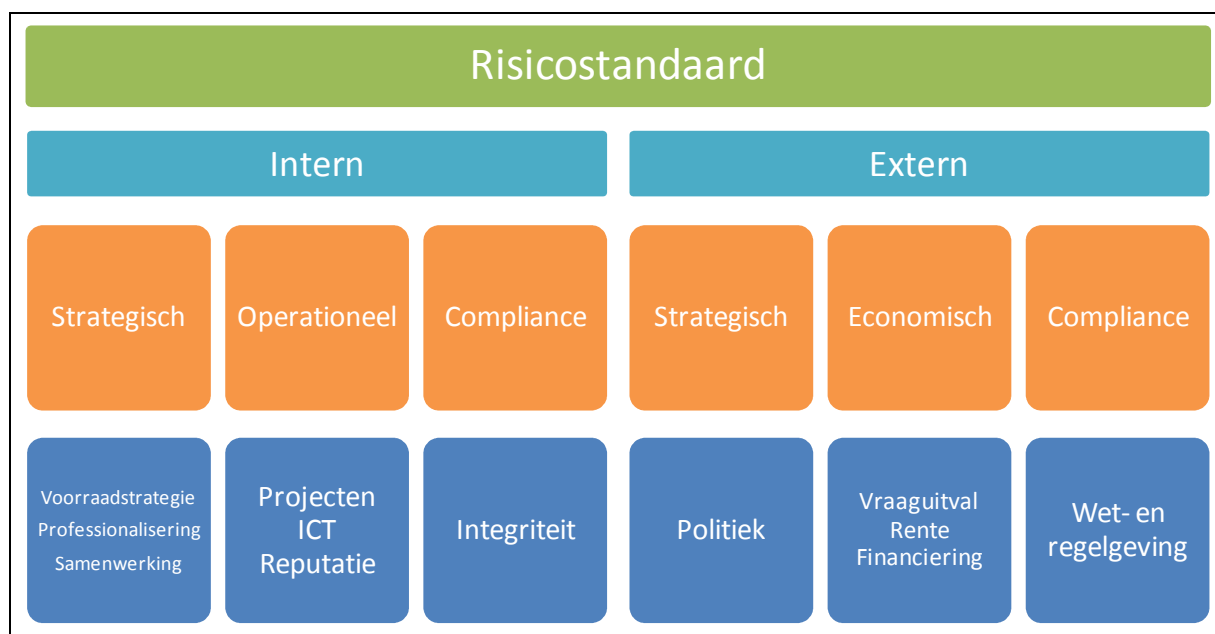 Risicostandaard
Intern
Extern
Strategisch
Operationeel
Compliance
Strategisch
Economisch
Compliance
Voorraadstrategie
Professionalisering
Samenwerking
Projecten
ICT
Reputatie
Integriteit
Politiek
Vraaguitval
Rente
Financiering
Wet- en
regelgeving